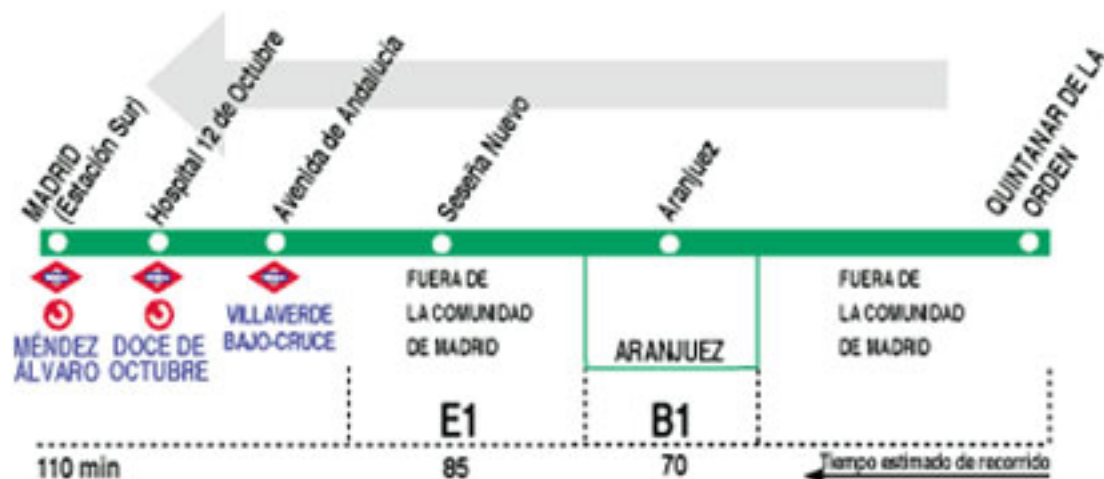 MADRID
(Estación Sur)
Hospital 12 de Octubre
Avenida de Andalucía
Seseña Nuevo
Aranjuez
QUINTANAR DE LA
ORDEN
MÉNDEZ
ÁLVARO
DOCE DE
OCTUBRE
VILLAVERDE
BAJO-CRUCE
FUERA DE
LA COMUNIDAD
DE MADRID
ARANJUEZ
FUERA DE
LA COMUNIDAD
DE MADRID
E1
B1
110 min
85
70
Tiempo estimado de recorrido